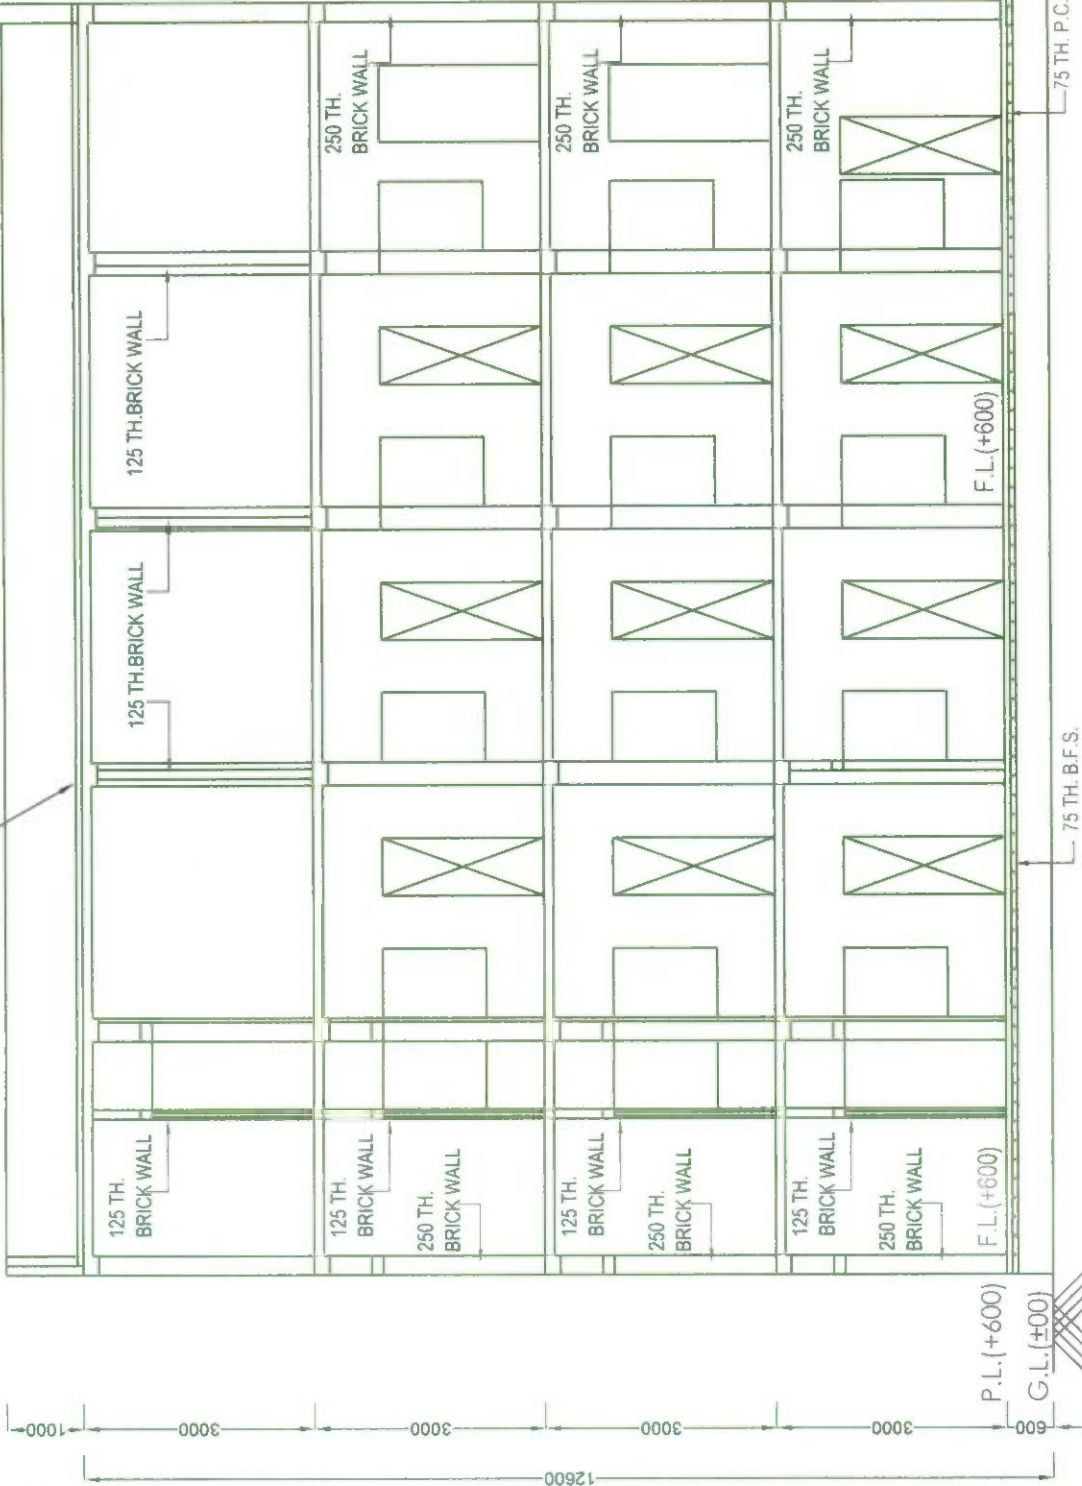 250 TH.
BRICK WALL
250 TH.
BRICK WALL
250 TH.
BRICK WALL
75 TH. P.C.
125 TH.BRICK WALL
125 TH.BRICK WALL
F.L.(+600)
75 TH. B.F.S.
125 TH.
BRICK WALL
125 TH.
BRICK WALL
250 TH.
BRICK WALL
125 TH.
BRICK WALL
250 TH.
BRICK WALL
125 TH.
BRICK WALL
250 TH.
BRICK WALL
F.L.(+600)
P.L.(+600)
G.L.(±00)
1000
3000
3000
3000
3000
600
12600